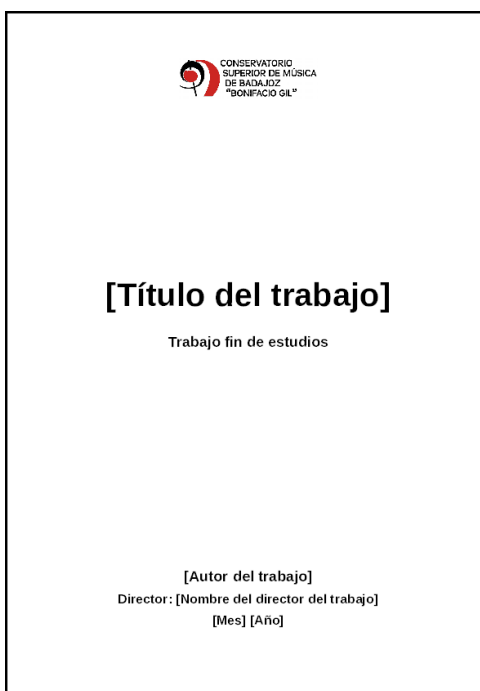 CONSERVATORIO
SUPERIOR DE MÚSICA
DE BADAJOZ
"BONIFACIO GIL"
[Título del trabajo]
Trabajo fin de estudios
[Autor del trabajo]
Director: [Nombre del director del trabajo]
[Mes] [Año]